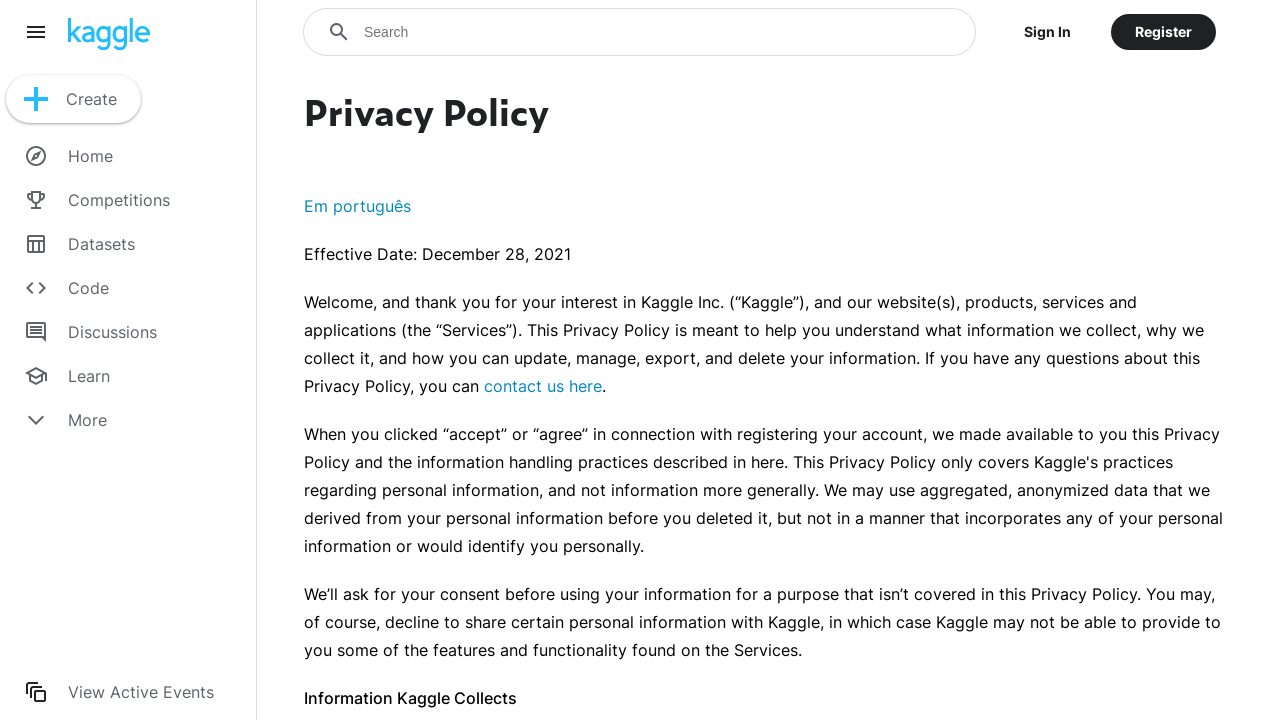 kaggle
Search
Sign In
Register
Create
Home
Competitions
Datasets
Code
Discussions
Learn
More
View Active Events
Privacy Policy
Em português
Effective Date: December 28, 2021
Welcome, and thank you for your interest in Kaggle Inc. (“Kaggle”), and our website(s), products, services and
applications (the “Services”). This Privacy Policy is meant to help you understand what information we collect, why we
collect it, and how you can update, manage, export, and delete your information. If you have any questions about this
Privacy Policy, you can contact us here.
When you clicked “accept” or “agree” in connection with registering your account, we made available to you this Privacy
Policy and the information handling practices described in here. This Privacy Policy only covers Kaggle's practices
regarding personal information, and not information more generally. We may use aggregated, anonymized data that we
derived from your personal information before you deleted it, but not in a manner that incorporates any of your personal
information or would identify you personally.
We’ll ask for your consent before using your information for a purpose that isn’t covered in this Privacy Policy. You may,
of course, decline to share certain personal information with Kaggle, in which case Kaggle may not be able to provide to
you some of the features and functionality found on the Services.
Information Kaggle Collects